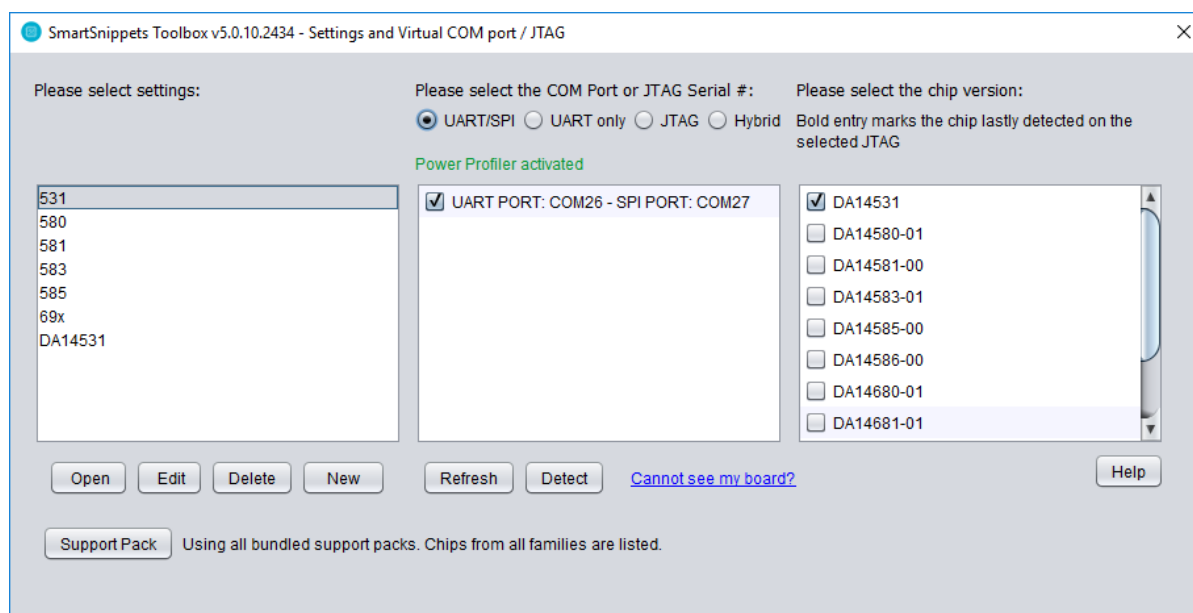 SmartSnippets Toolbox v5.0.10.2434 - Settings and Virtual COM port / JTAG
Please select settings:
531
580
581
583
585
69x
DA14531
Open Edit Delete New
Please select the COM Port or JTAG Serial #:
UART/SPI UART only JTAG Hybrid
Power Profiler activated
UART PORT: COM26 - SPI PORT: COM27
Refresh Detect Cannot see my board?
Please select the chip version:
Bold entry marks the chip lastly detected on the
selected JTAG
DA14531
DA14580-01
DA14581-00
DA14583-01
DA14585-00
DA14586-00
DA14680-01
DA14681-01
Help
Support Pack Using all bundled support packs. Chips from all families are listed.